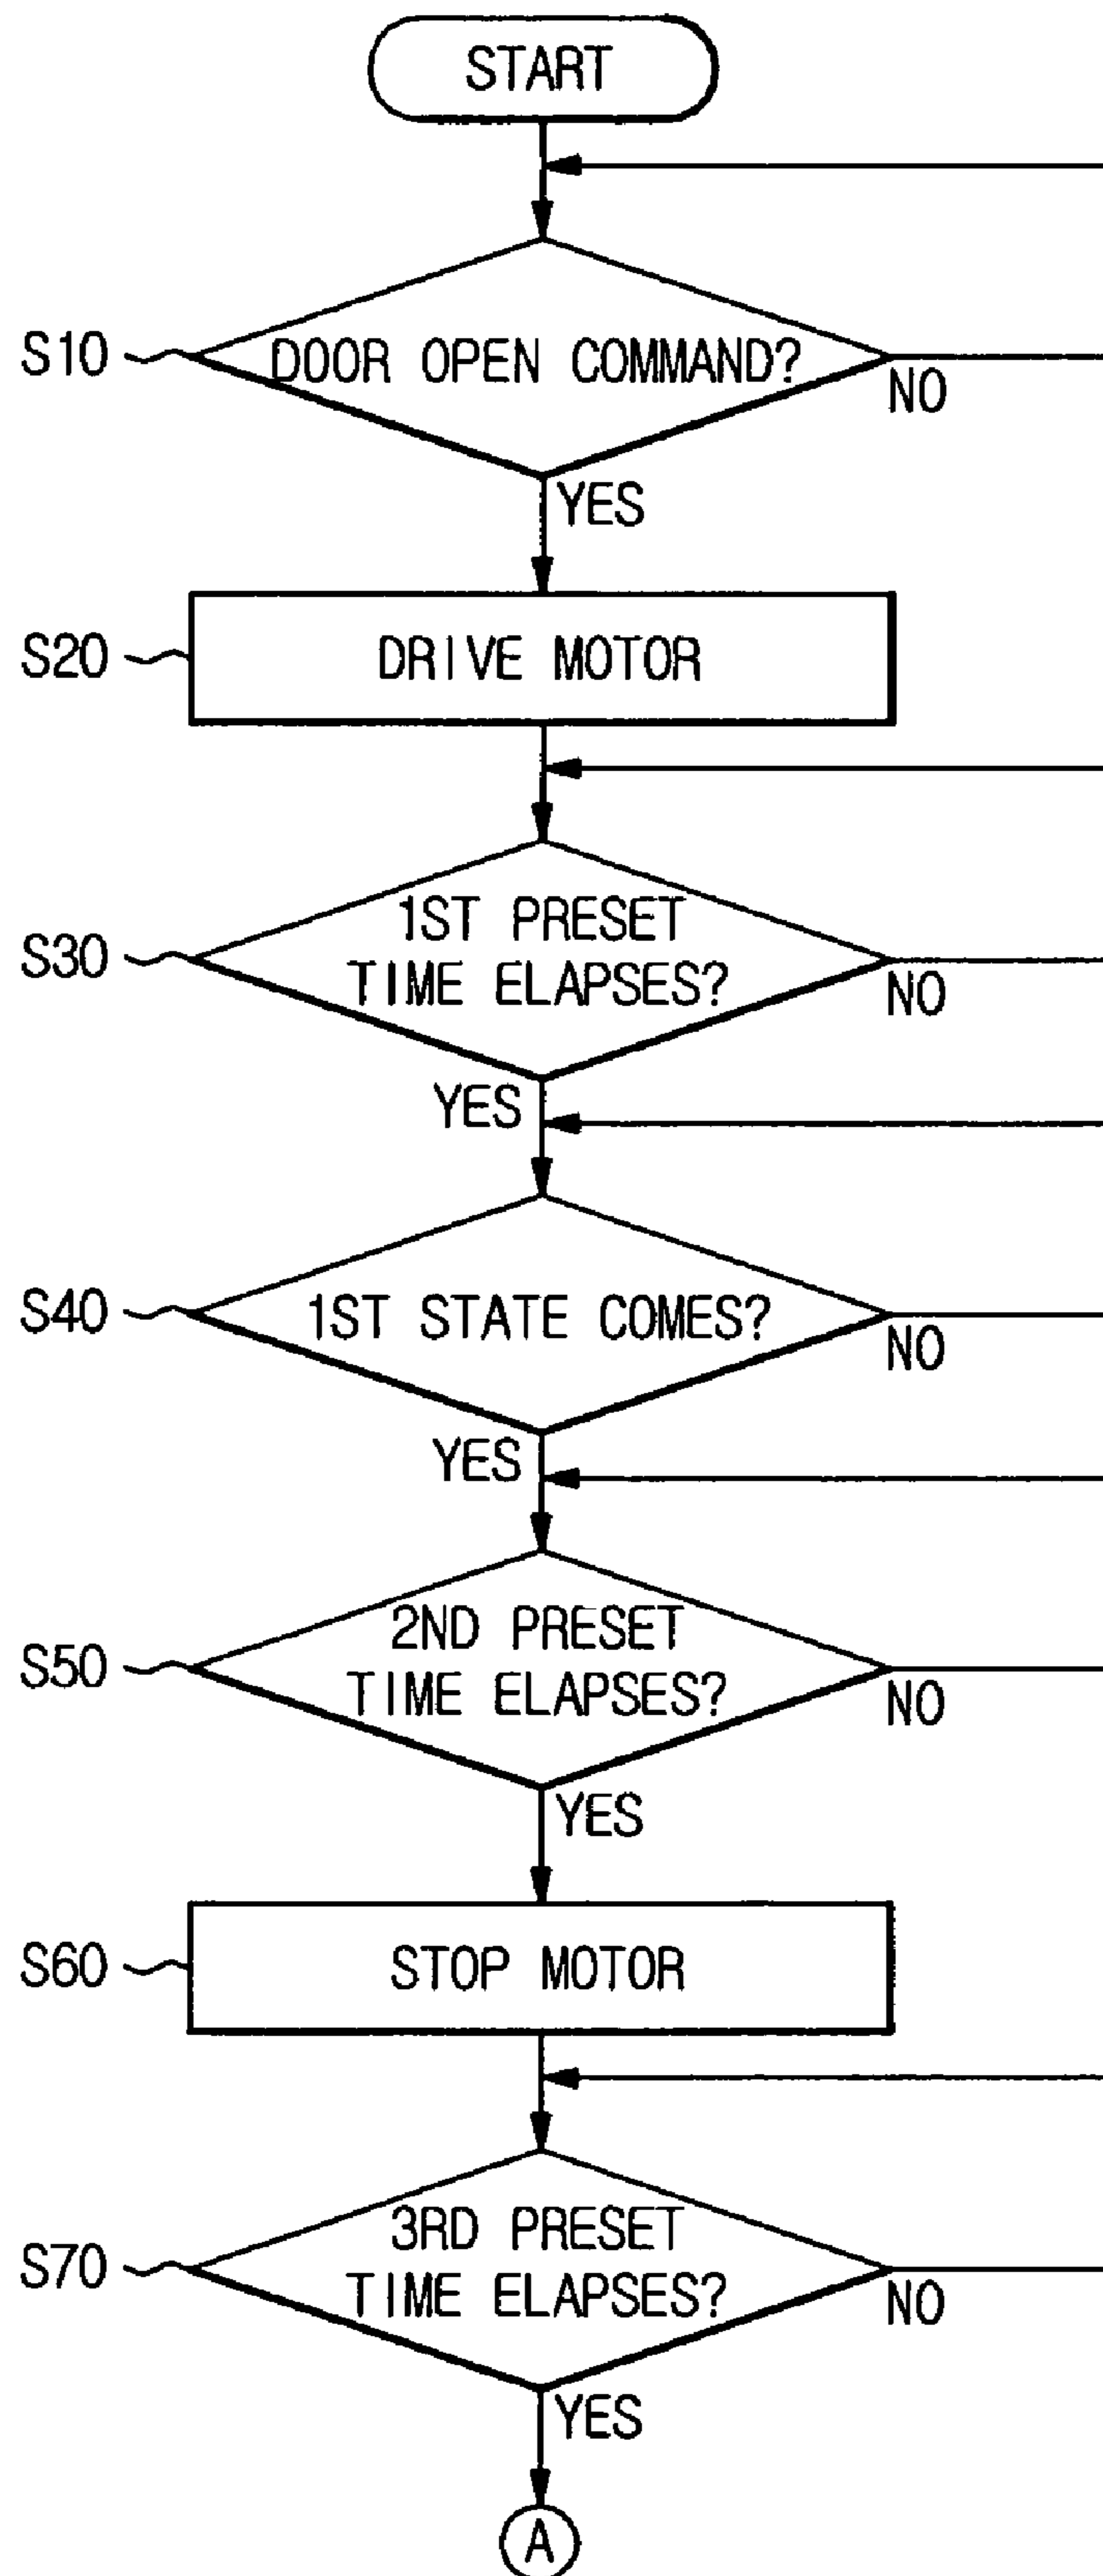 START
S10
DOOR OPEN COMMAND?
NO
YES
S20
DRIVE MOTOR
S30
1ST PRESET
TIME ELAPSES?
NO
YES
S40
1ST STATE COMES?
NO
YES
S50
2ND PRESET
TIME ELAPSES?
NO
YES
S60
STOP MOTOR
S70
3RD PRESET
TIME ELAPSES?
NO
YES
A